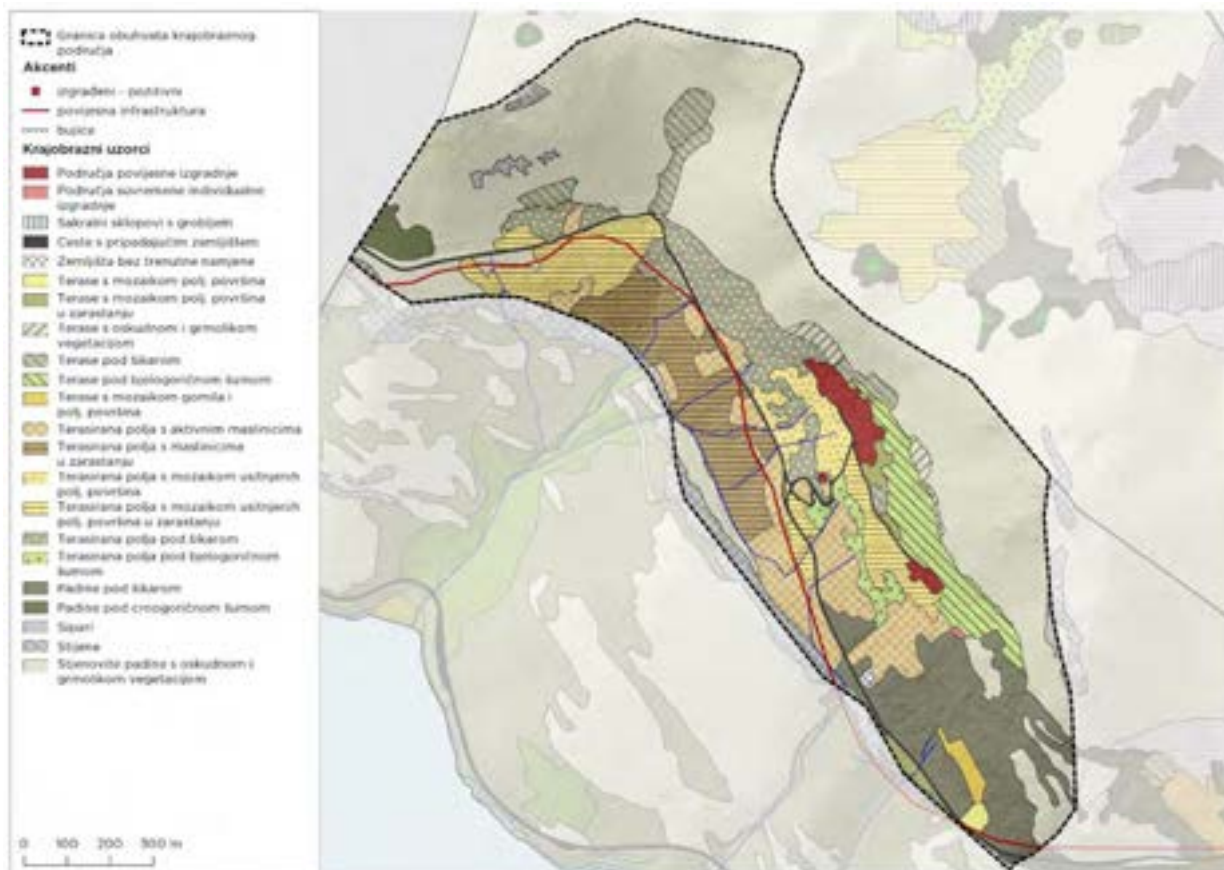 Granica obuhvata krajobraznog
područja
Akcenti
izgrađeni - pozitivni
povijesna infrastruktura
bujice
Krajobrazni uzorci
Područja povijesne izgradnje
Područja suvremene individualne
izgradnje
Sakralni sklopovi s grobljem
Ceste s pripadajućim zemljištem
Zemljišta bez trenutne namjene
Terase s mozaikom polj. površina
Terase s mozaikom polj. površina
u zarastanju
Terase s oskudnom i grmolikom
vegetacijom
Terase pod šikarom
Terase pod bjelogoričnom šumom
Terase s mozaikom gomila i
polj. površina
Terasirana polja s aktivnim maslinicima
Terasirana polja s maslinicima
u zarastanju
Terasirana polja s mozaikom usitnjenih
polj. površina
Terasirana polja s mozaikom usitnjenih
polj. površina u zarastanju
Terasirana polja pod šikarom
Terasirana polja pod bjelogoričnom
šumom
Padine pod šikarom
Padine pod crnogoričnom šumom
Sipari
Stijene
Stjenovite padine s oskudnom i
grmolikom vegetacijom
0 100 200 300 m